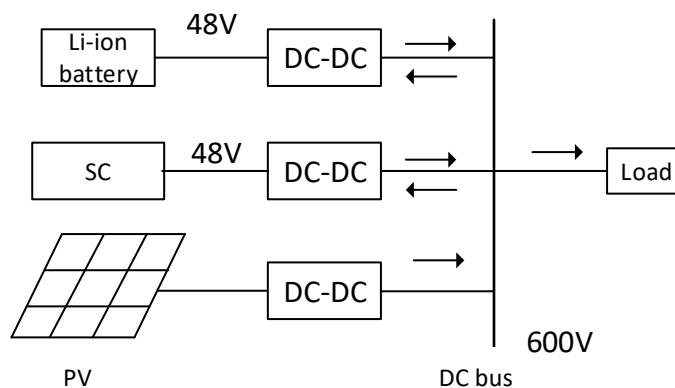 48V
Li-ion
battery
DC-DC
48V
SC
DC-DC
Load
DC-DC
600V
PV
DC bus